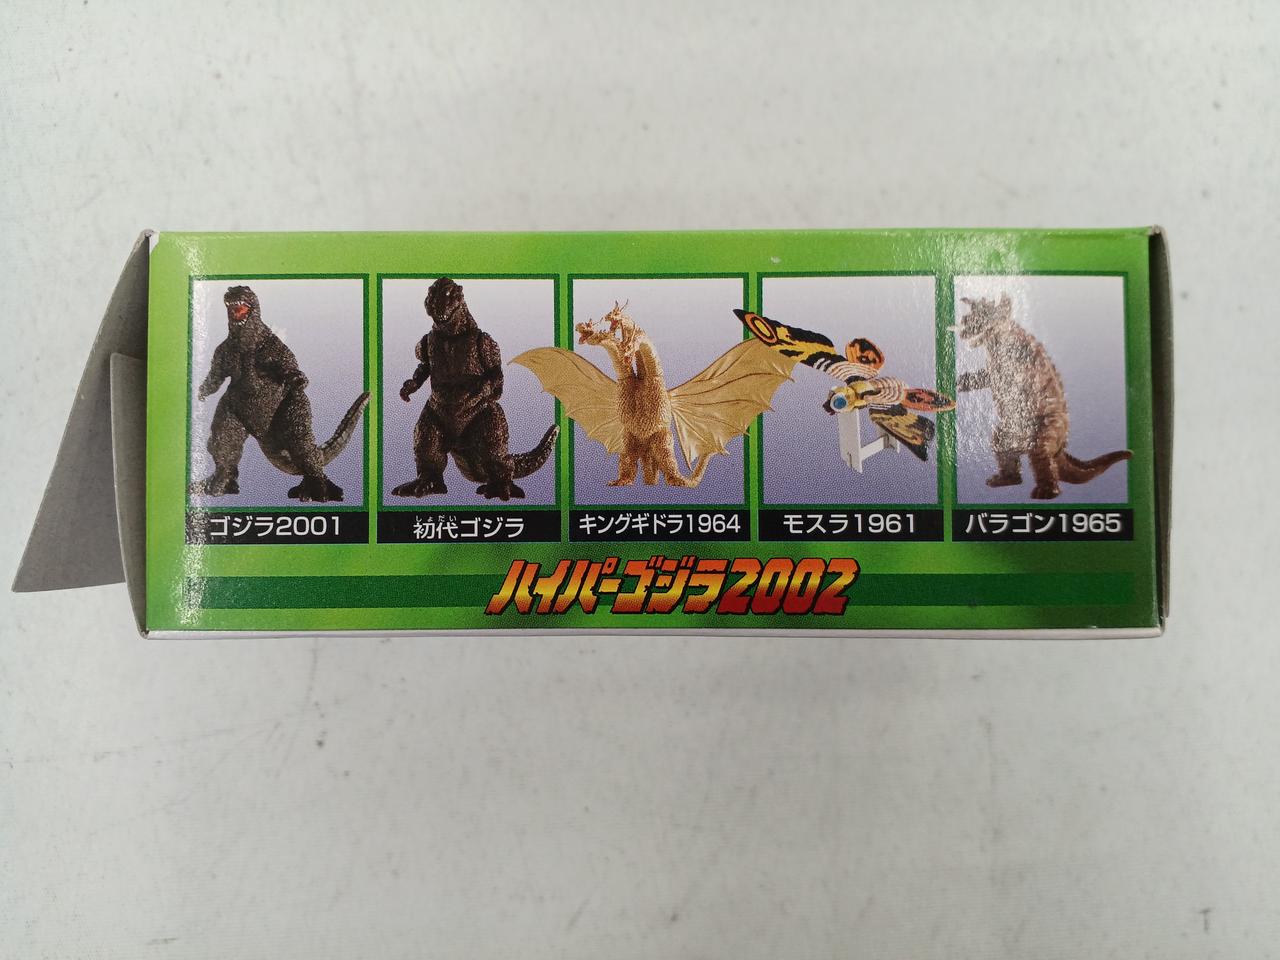 ゴジラ2001
しょだい
初代ゴジラ
キングギドラ1964
モスラ1961
バラゴン1965
ハイパーゴジラ2002